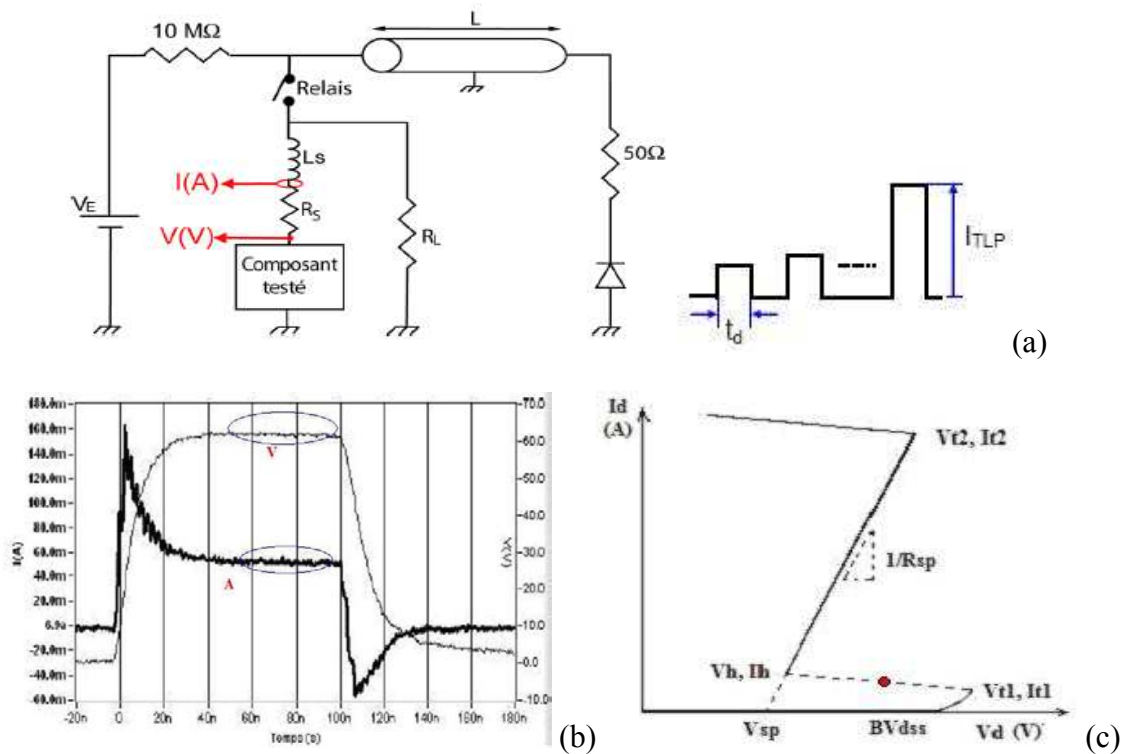 L
10 MΩ
Relais
Ls
I(A)
50Ω
VE
RS
V(V)
RL
Composant
testé
ITLP
td
(a)
180.0m
160.0m
140.0m
120.0m
100.0m
80.0m
60.0m
40.0m
20.0m
-20.0m
-40.0m
-60.0m
I(A)
70.0
60.0
50.0
40.0
30.0
20.0
10.0
0.0
-10.0
V(V)
V
A
-20n 0 20n 40n 60n 80n 100n 120n 140n 160n 180n
(b)
Id
(A)
Vt2, It2
1/Rsp
Vh, Ih
Vt1, It1
Vsp
BVdss
Vd (V)
(c)